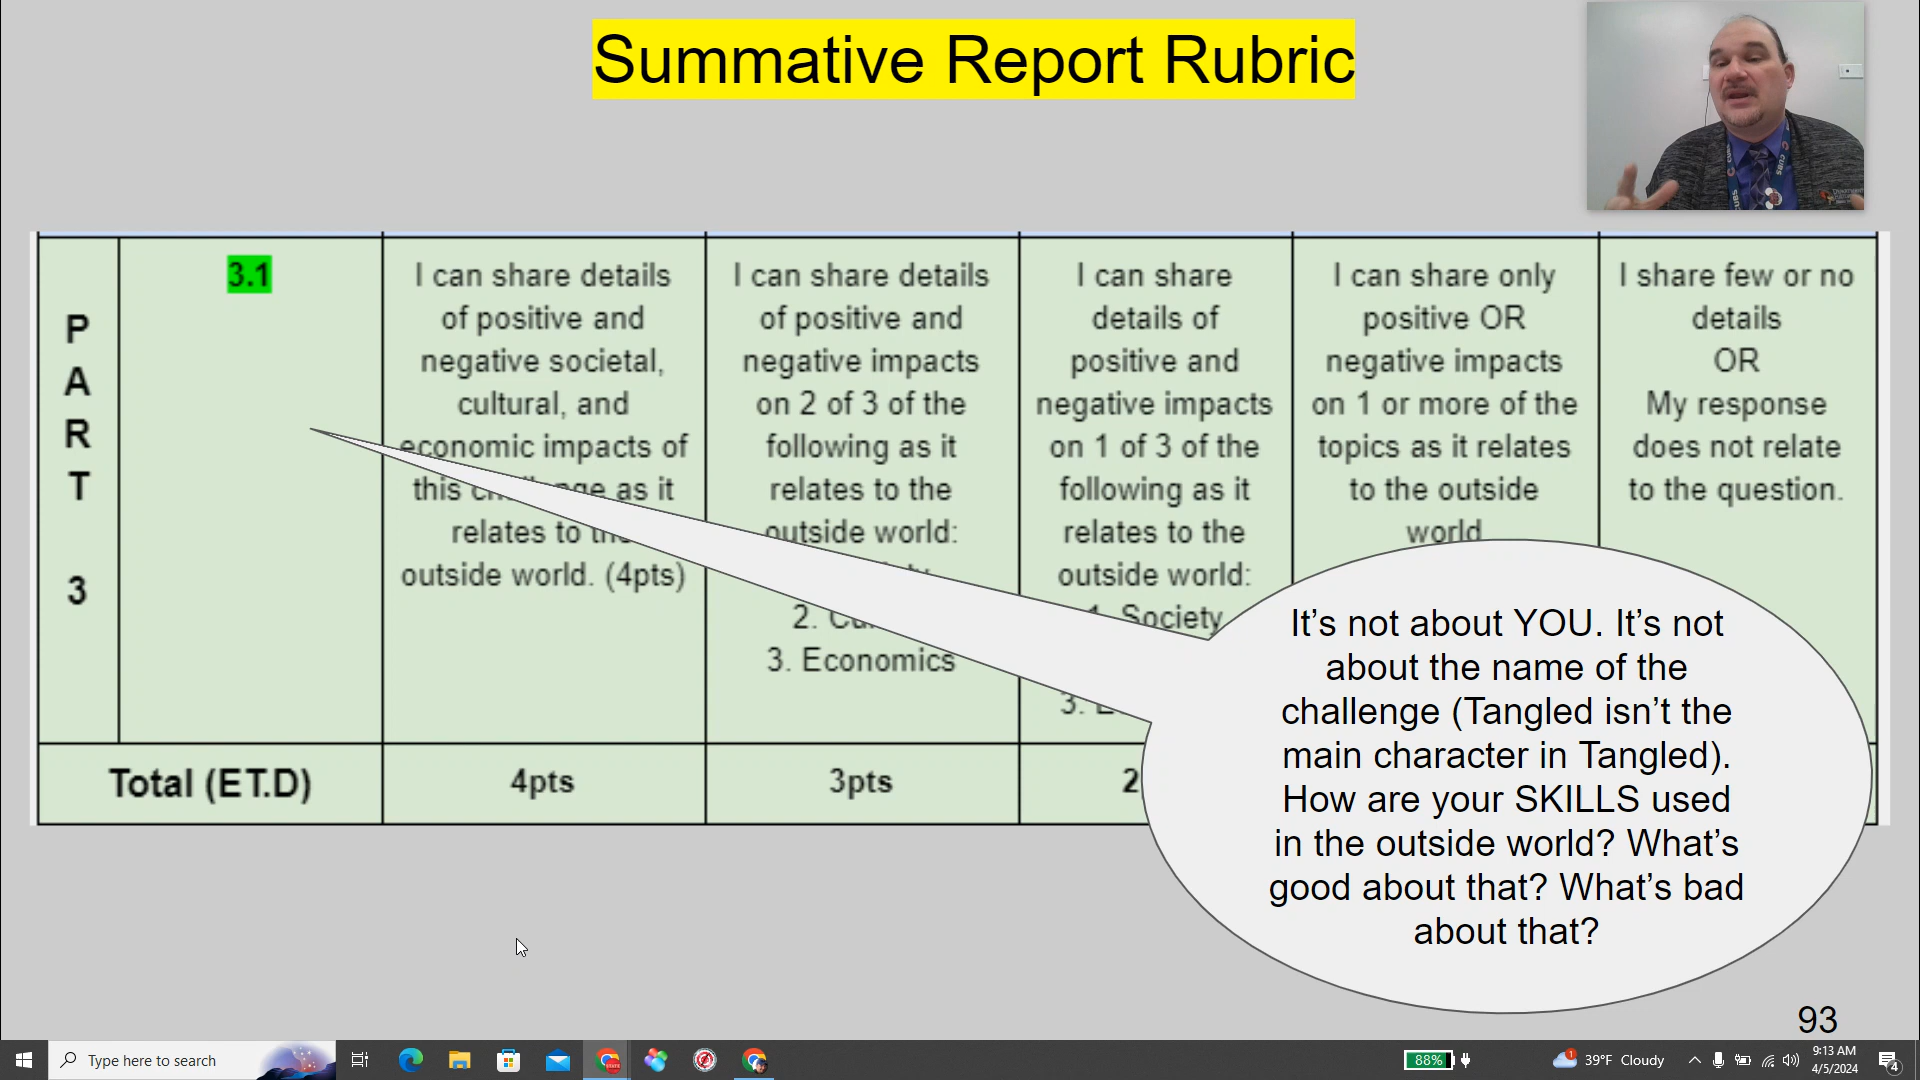 Summative Report Rubric
CUBS
P
A
R
T
3
3.1
I can share details
of positive and
negative societal,
cultural, and
economic impacts of
this challenge as it
relates to the
outside world. (4pts)
I can share details
of positive and
negative impacts
on 2 of 3 of the
following as it
relates to the
outside world:
2.
3. Economics
I can share
details of
positive and
negative impacts
on 1 of 3 of the
following as it
relates to the
outside world:
1. Society
3.
I can share only
positive OR
negative impacts
on 1 or more of the
topics as it relates
to the outside
world
I share few or no
details
OR
My response
does not relate
to the question.
Total (ET.D)
4pts
3pts
2
It's not about YOU. It's not
about the name of the
challenge (Tangled isn't the
main character in Tangled).
How are your SKILLS used
in the outside world? What's
good about that? What's bad
about that?
93
Type here to search
88%
39°F Cloudy
9:13 AM
4/5/2024
4